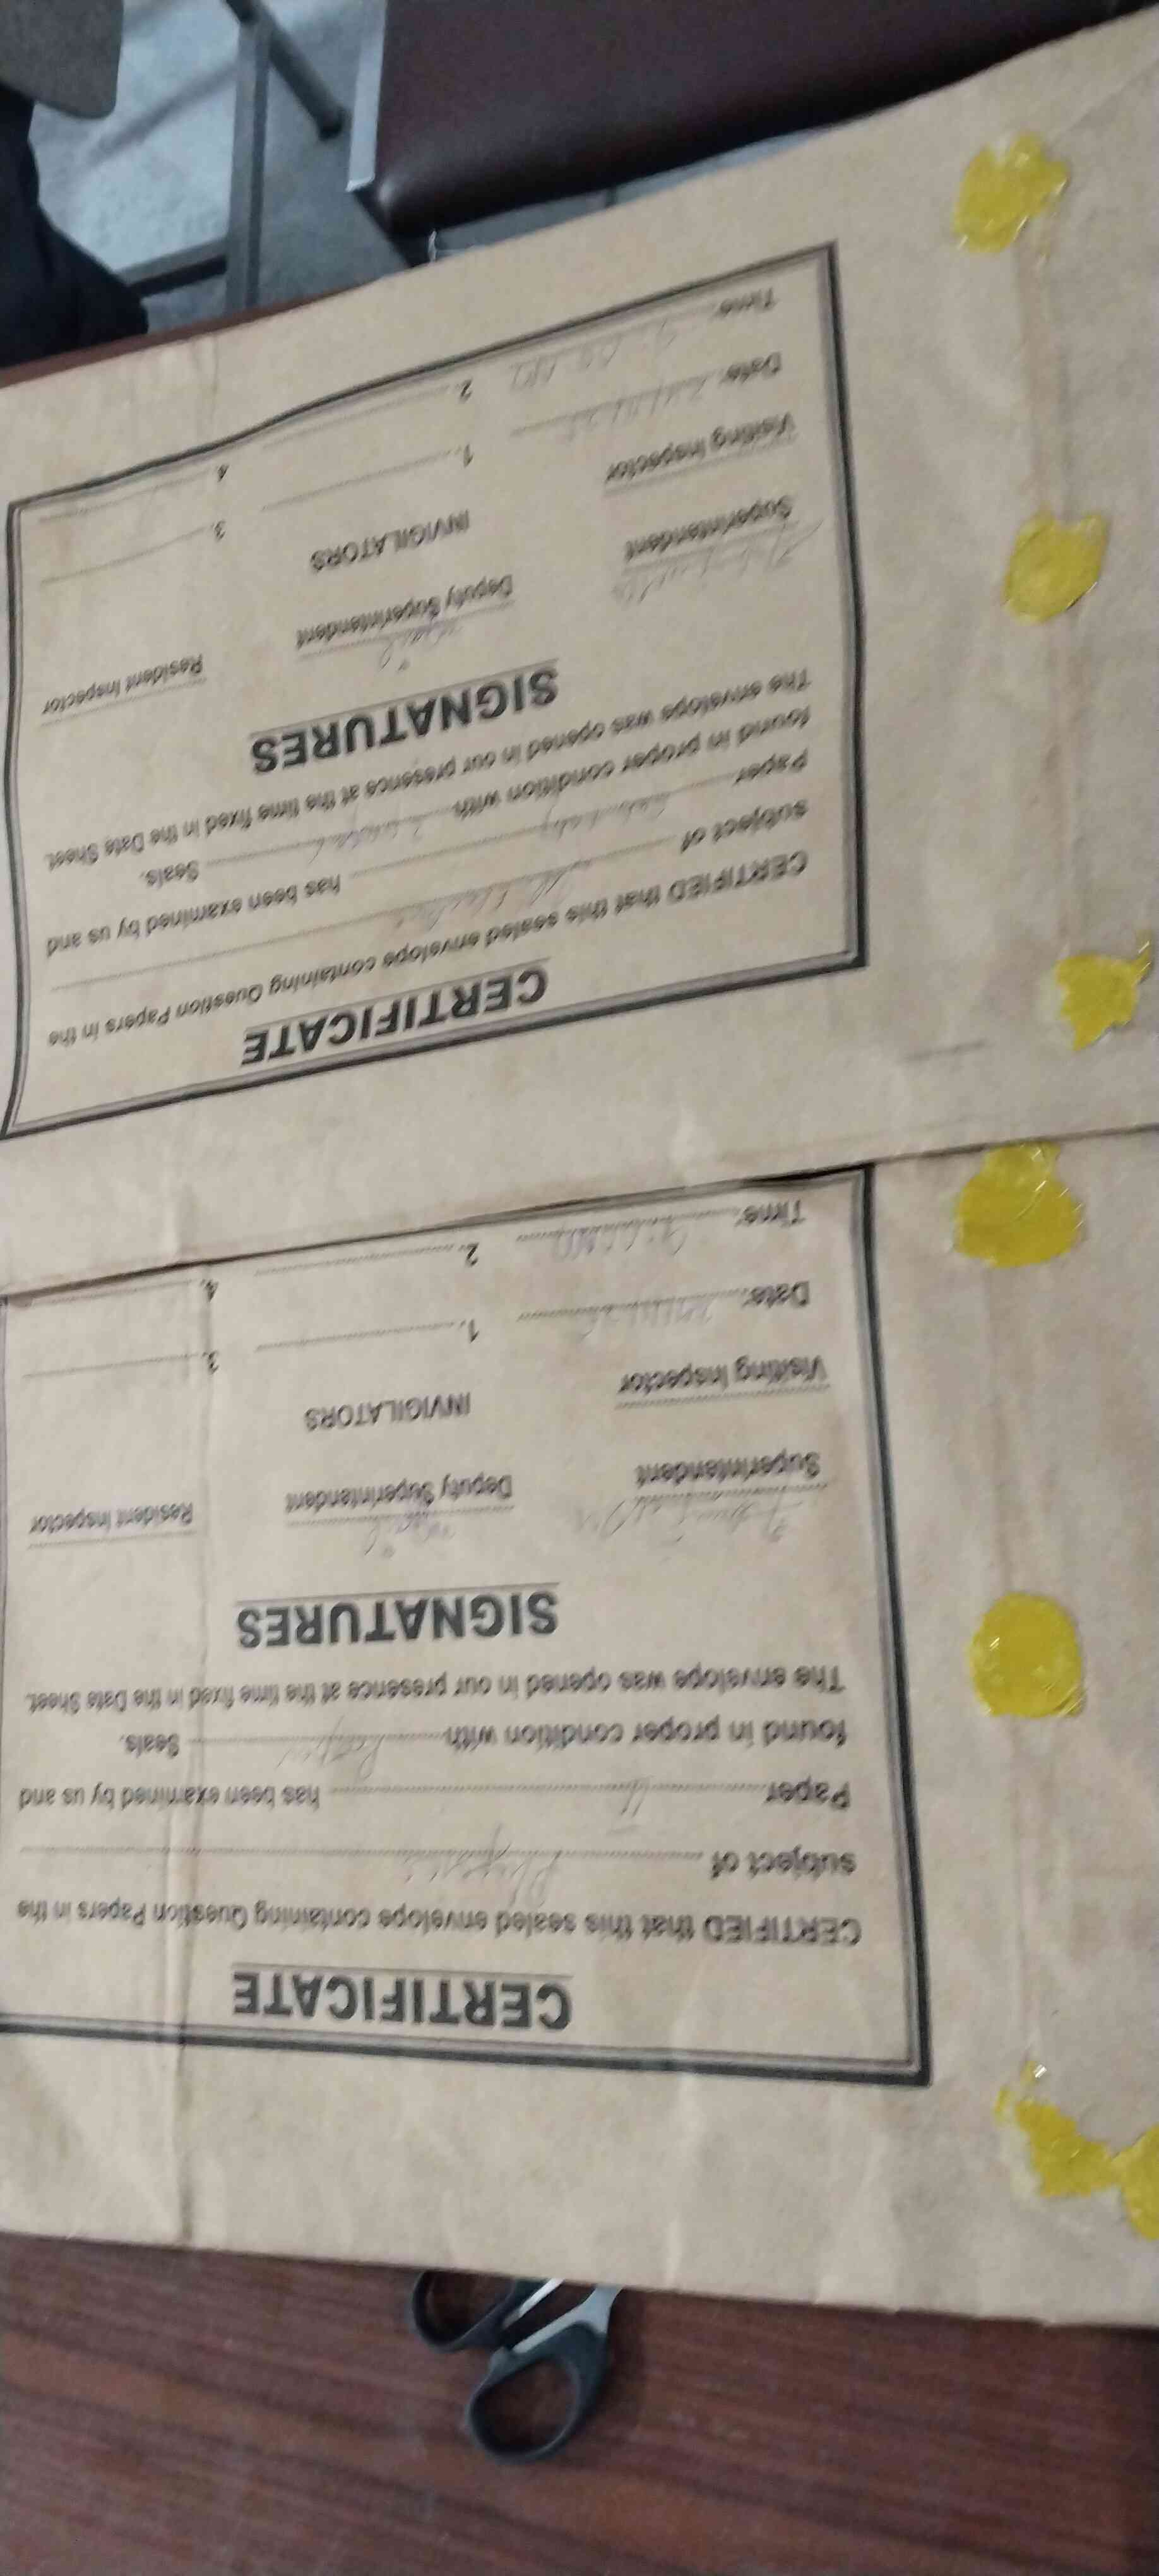 CERTIFICATE
CERTIFIED that this sealed envelope containing Question Papers in the
subject of Physics
Paper II has been examined by us and
found in proper condition with Proper Seals.
The envelope was opened in our presence at the time fixed in the Date Sheet.
SIGNATURES
Superintendent Deputy Superintendent Resident Inspector
Visiting Inspector INVIGILATORS
Date: 1. 3.
Time: 2. 4.
CERTIFICATE
CERTIFIED that this sealed envelope containing Question Papers in the
subject of
Paper has been examined by us and
found in proper condition with Seals.
The envelope was opened in our presence at the time fixed in the Date Sheet.
SIGNATURES
Superintendent Deputy Superintendent Resident Inspector
Visiting Inspector INVIGILATORS
Date: 1. 3.
Time: 2. 4